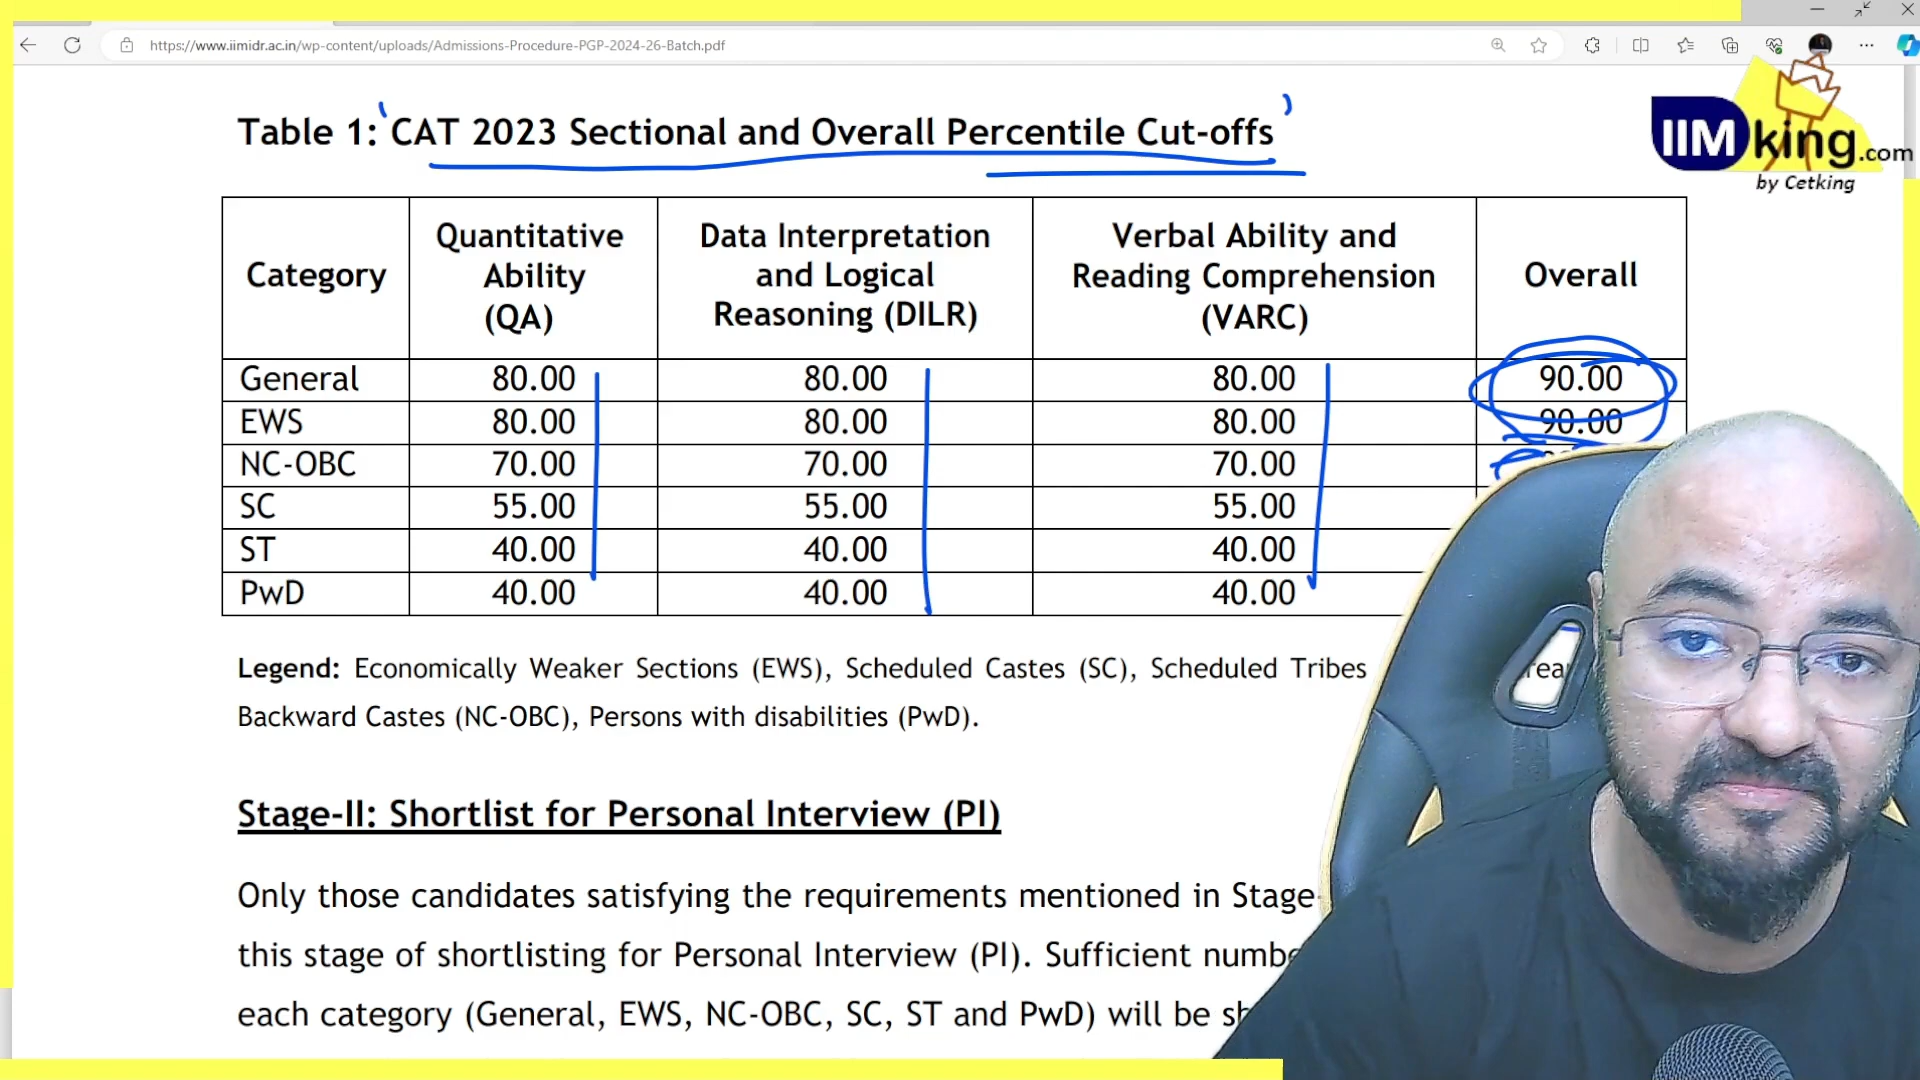 https://www.iimidr.ac.in/wp-content/uploads/Admissions-Procedure-PGP-2024-26-Batch.pdf
IIMking.com
by Cetking
Table 1: CAT 2023 Sectional and Overall Percentile Cut-offs
Category Quantitative Ability (QA) Data Interpretation and Logical Reasoning (DILR) Verbal Ability and Reading Comprehension (VARC) Overall
General 80.00 80.00 80.00 90.00
EWS 80.00 80.00 80.00 90.00
NC-OBC 70.00 70.00 70.00
SC 55.00 55.00 55.00
ST 40.00 40.00 40.00
PwD 40.00 40.00 40.00
Legend: Economically Weaker Sections (EWS), Scheduled Castes (SC), Scheduled Tribes
Backward Castes (NC-OBC), Persons with disabilities (PwD).
Stage-II: Shortlist for Personal Interview (PI)
Only those candidates satisfying the requirements mentioned in Stage
this stage of shortlisting for Personal Interview (PI). Sufficient
each category (General, EWS, NC-OBC, SC, ST and PwD) will be